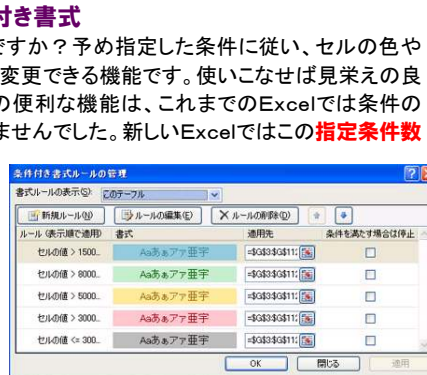 付き書式
ですか？予め指定した条件に従い、セルの色や
変更できる機能です。使いこなせば見栄えの良
の便利な機能は、これまでのExcelでは条件の
ませんでした。新しいExcelではこの指定条件数
条件付き書式ルールの管理
書式ルールの表示(S): このテーブル
新規ルール(N) ルールの編集(E) ルールの削除(D)
ルール (表示順で適用) 書式 適用先 条件を満たす場合は停止
セルの値 > 1500... Aaあぁアァ亜宇 =$G$3:$G$11:
セルの値 > 8000... Aaあぁアァ亜宇 =$G$3:$G$11:
セルの値 > 5000... Aaあぁアァ亜宇 =$G$3:$G$11:
セルの値 > 3000... Aaあぁアァ亜宇 =$G$3:$G$11:
セルの値 <= 300... Aaあぁアァ亜宇 =$G$3:$G$11:
OK 閉じる 適用